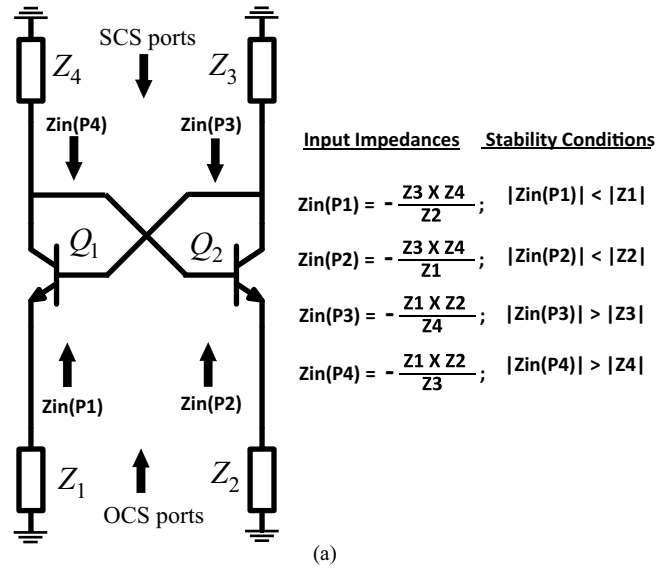 SCS ports
Z4
Z3
Zin(P4)
Zin(P3)
Q1
Q2
Zin(P1)
Zin(P2)
Z1
Z2
OCS ports
Input Impedances Stability Conditions
Zin(P1) = - Z3 X Z4 / Z2 ; |Zin(P1)| < |Z1|
Zin(P2) = - Z3 X Z4 / Z1 ; |Zin(P2)| < |Z2|
Zin(P3) = - Z1 X Z2 / Z4 ; |Zin(P3)| > |Z3|
Zin(P4) = - Z1 X Z2 / Z3 ; |Zin(P4)| > |Z4|
(a)